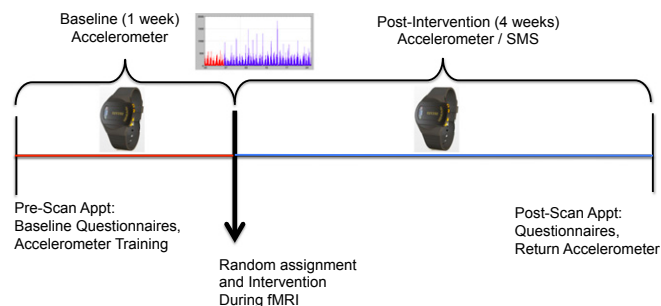 Baseline (1 week)
Accelerometer
Post-Intervention (4 weeks)
Accelerometer / SMS
Pre-Scan Appt:
Baseline Questionnaires,
Accelerometer Training
Random assignment
and Intervention
During fMRI
Post-Scan Appt:
Questionnaires,
Return Accelerometer